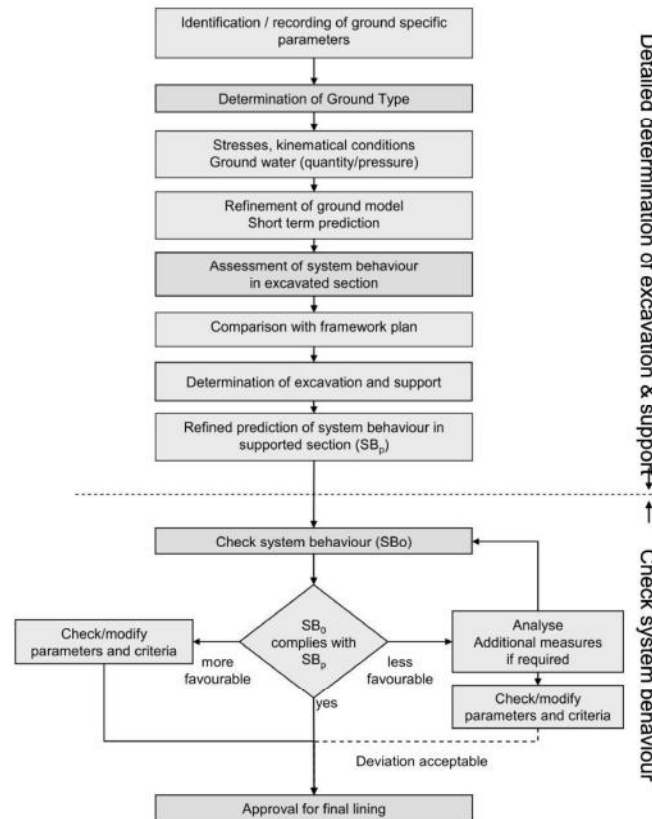 Identification / recording of ground specific
parameters
Determination of Ground Type
Stresses, kinematical conditions
Ground water (quantity/pressure)
Refinement of ground model
Short term prediction
Assessment of system behaviour
in excavated section
Comparison with framework plan
Determination of excavation and support
Refined prediction of system behaviour in
supported section (SBp)
Detailed determination of excavation & support
Check system behaviour (SBo)
SB0
complies with
SBp
more
favourable
less
favourable
yes
Check/modify
parameters and criteria
Analyse
Additional measures
if required
Check/modify
parameters and criteria
Deviation acceptable
Approval for final lining
Check system behaviour